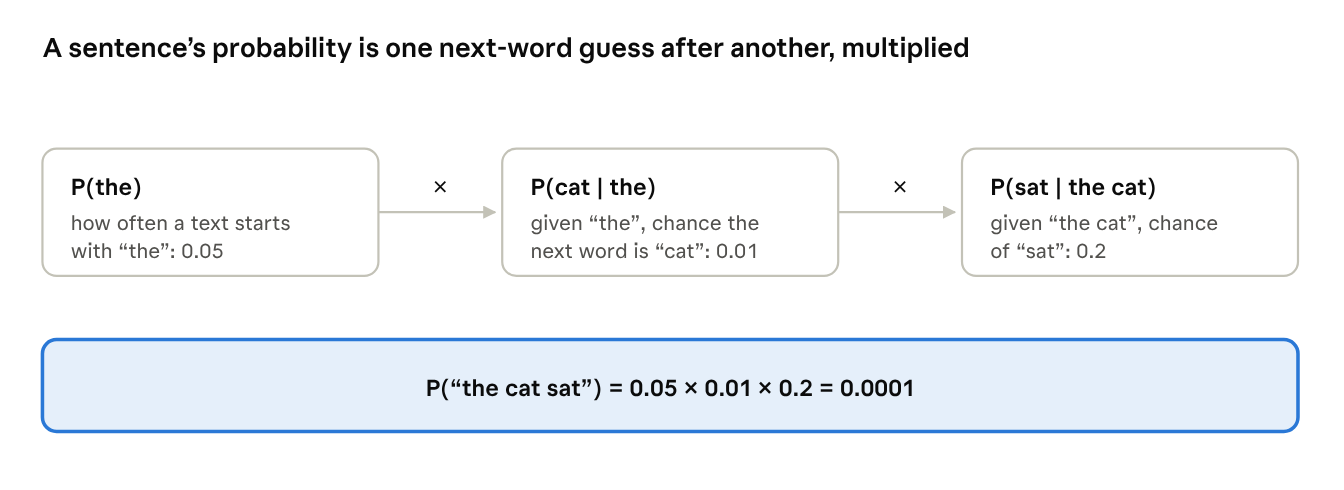 A sentence’s probability is one next-word guess after another, multiplied
P(the)
how often a text starts
with “the”: 0.05
×
P(cat | the)
given “the”, chance the
next word is “cat”: 0.01
×
P(sat | the cat)
given “the cat”, chance
of “sat”: 0.2
P(“the cat sat”) = 0.05 × 0.01 × 0.2 = 0.0001